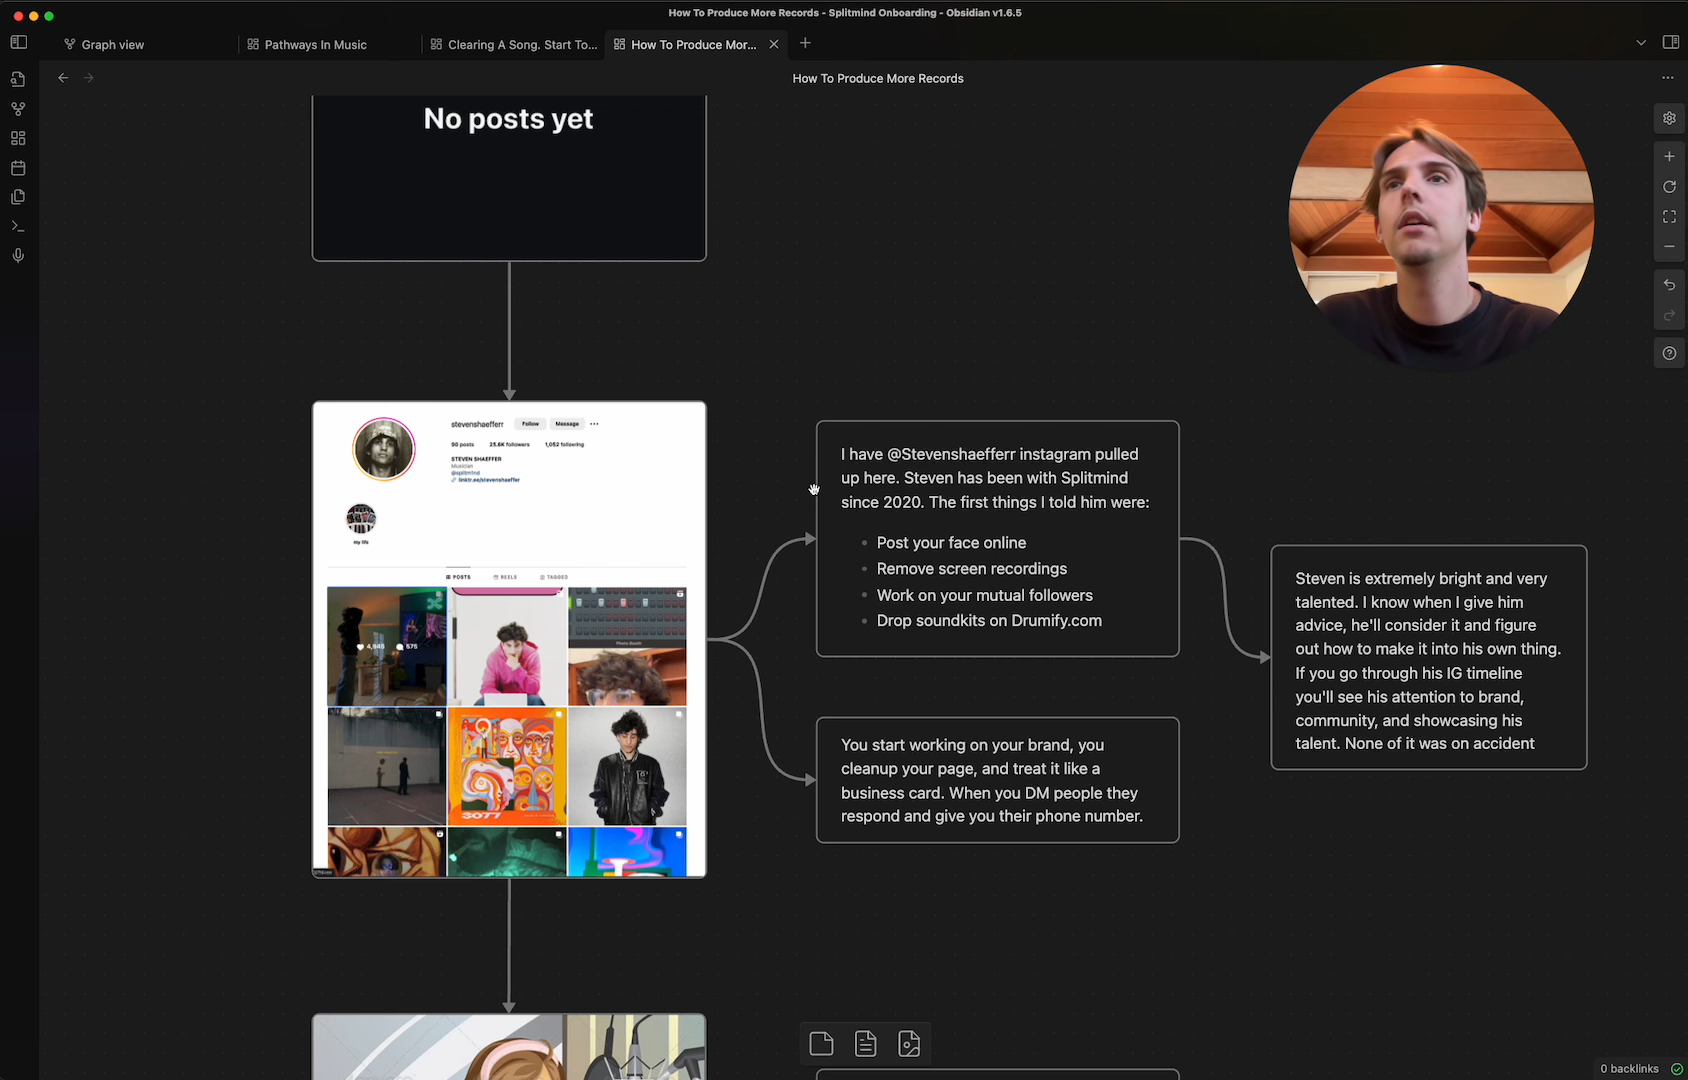 How To Produce More Records - Splitmind Onboarding - Obsidian v1.6.5
Graph view
Pathways In Music
Clearing A Song. Start To...
How To Produce Mor...
How To Produce More Records
No posts yet
stevenshaefferr
Follow
Message
90 posts
25.6K followers
1,052 following
STEVEN SHAEFFER
Musician
@splitm1nd
linktr.ee/stevenshaeffer
my life
POSTS
REELS
TAGGED
4,945
575
Photo Booth
3077
I have @Stevenshaefferr instagram pulled
up here. Steven has been with Splitmind
since 2020. The first things I told him were:
Post your face online
Remove screen recordings
Work on your mutual followers
Drop soundkits on Drumify.com
You start working on your brand, you
cleanup your page, and treat it like a
business card. When you DM people they
respond and give you their phone number.
Steven is extremely bright and very
talented. I know when I give him
advice, he'll consider it and figure
out how to make it into his own thing.
If you go through his IG timeline
you'll see his attention to brand,
community, and showcasing his
talent. None of it was on accident
0 backlinks